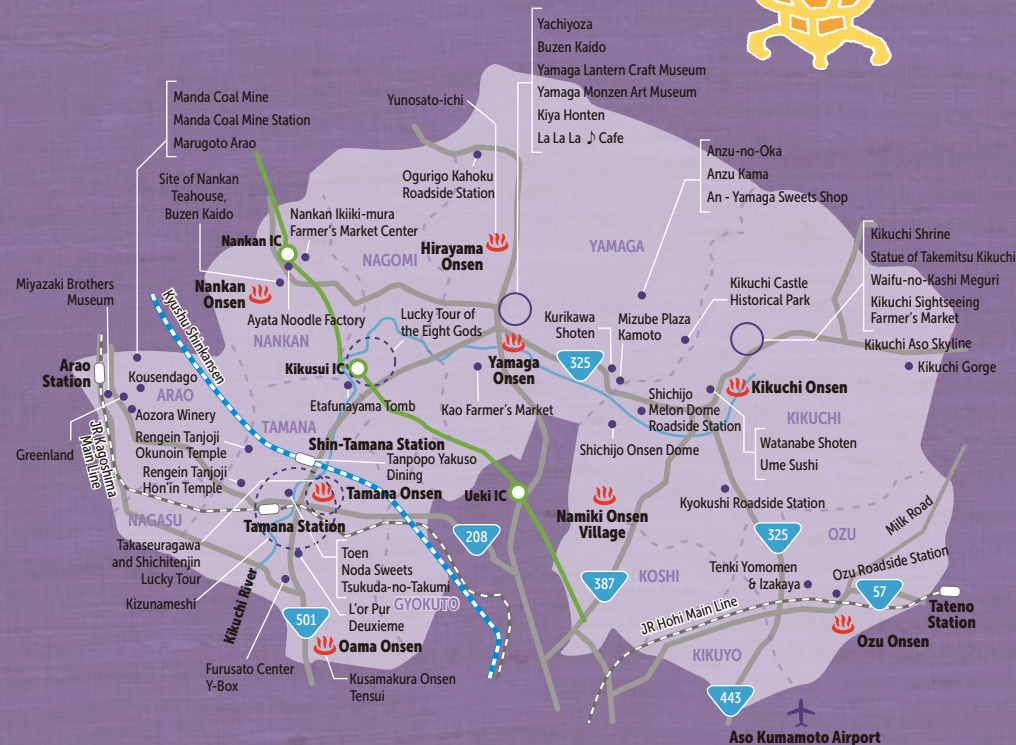 Yachiyoza
Buzen Kaido
Yamaga Lantern Craft Museum
Yamaga Monzen Art Museum
Kiya Honten
La La La ♪ Cafe
Manda Coal Mine
Manda Coal Mine Station
Marugoto Arao
Yunosato-ichi
Anzu-no-Oka
Anzu Kama
An - Yamaga Sweets Shop
Site of Nankan
Teahouse,
Buzen Kaido
Ogurigo Kahoku
Roadside Station
Nankan Ikiiki-mura
Farmer's Market Center
Nankan IC
NAGOMI
Hirayama
Onsen
YAMAGA
Kikuchi Shrine
Statue of Takemitsu Kikuchi
Waifu-no-Kashi Meguri
Kikuchi Sightseeing
Farmer's Market
Miyazaki Brothers
Museum
Nankan
Onsen
Kyushu Shinkansen
Ayata Noodle Factory
Lucky Tour of
the Eight Gods
Kurikawa
Shoten
Mizube Plaza
Kamoto
Kikuchi Castle
Historical Park
NANKAN
Kikuchi Aso Skyline
Kikuchi Gorge
Arao
Station
Kousendago
ARAO
Kikusui IC
Yamaga
Onsen
325
Aozora Winery
Etafunayama Tomb
Kao Farmer's Market
Shichijo
Melon Dome
Roadside Station
Kikuchi Onsen
KIKUCHI
TAMANA
JR Kagoshima
Main Line
Greenland
Rengein Tanjoji
Okunoin Temple
Shin-Tamana Station
Tanpopo Yakuso
Dining
Shichijo Onsen Dome
Watanabe Shoten
Ume Sushi
Rengein Tanjoji
Hon'in Temple
Tamana Onsen
Ueki IC
Namiki Onsen
Village
Kyokushi Roadside Station
NAGASU
Tamana Station
208
325
OZU
Milk Road
Takaseuragawa
and Shichitenjin
Lucky Tour
Toen
Noda Sweets
Tsukuda-no-Takumi
KOSHI
Tenki Yomomen
& Izakaya
Ozu Roadside Station
Kizunameshi
Kikuchi River
L'or Pur
Deuxieme
GYOKUTO
387
57
Tateno
Station
JR Hohi Main Line
501
Oama Onsen
Ozu Onsen
KIKUYO
Furusato Center
Y-Box
Kusamakura Onsen
Tensui
443
Aso Kumamoto Airport